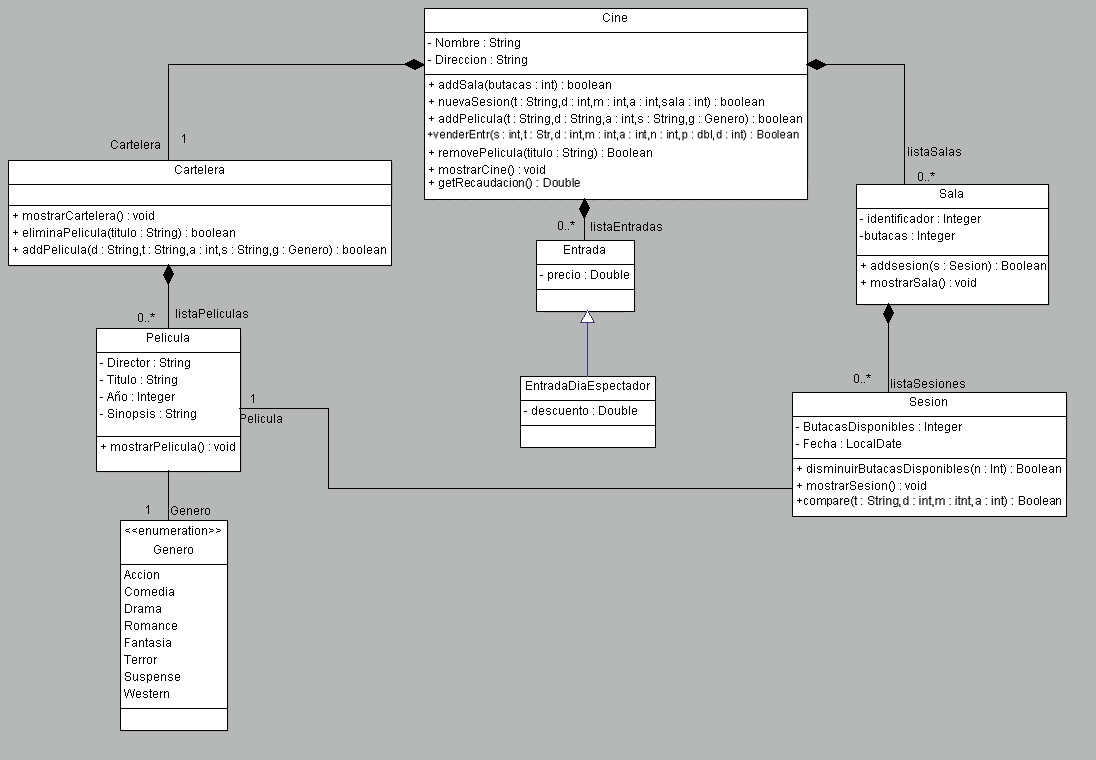 Cine
- Nombre : String
- Direccion : String
+ addSala(butacas : int) : boolean
+ nuevaSesion(t : String,d : int,m : int,a : int,sala : int) : boolean
+ addPelicula(t : String,d : String,a : int,s : String,g : Genero) : boolean
+venderEntr(s : int,t : Str,d : int,m : int,a : int,n : int,p : dbl,d : int) : Boolean
+ removePelicula(titulo : String) : Boolean
+ mostrarCine() : void
+ getRecaudacion() : Double
Cartelera
1
Cartelera
+ mostrarCartelera() : void
+ eliminaPelicula(titulo : String) : boolean
+ addPelicula(d : String,t : String,a : int,s : String,g : Genero) : boolean
listaSalas
0..*
Sala
- identificador : Integer
-butacas : Integer
+ addsesion(s : Sesion) : Boolean
+ mostrarSala() : void
0..*
listaEntradas
Entrada
- precio : Double
EntradaDiaEspectador
- descuento : Double
0..*
listaPeliculas
Pelicula
- Director : String
- Titulo : String
- Año : Integer
- Sinopsis : String
+ mostrarPelicula() : void
1
Pelicula
0..*
listaSesiones
Sesion
- ButacasDisponibles : Integer
- Fecha : LocalDate
+ disminuirButacasDisponibles(n : Int) : Boolean
+ mostrarSesion() : void
+compare(t : String,d : int,m : itnt,a : int) : Boolean
1
Genero
<<enumeration>>
Genero
Accion
Comedia
Drama
Romance
Fantasia
Terror
Suspense
Western